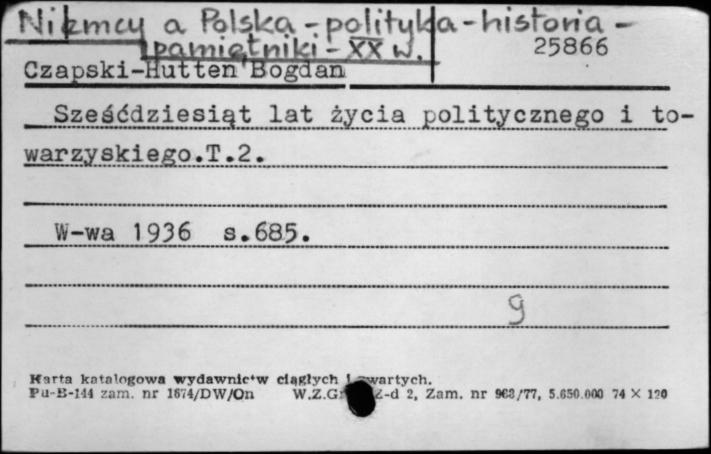 Niemcy a Polska - polityka - historia -
pamiętniki - XX w.
25866
Czapski-Hutten Bogdan
Sześćdziesiąt lat życia politycznego i to-
warzyskiego.T.2.
W-wa 1936 s.685.
9
Karta katalogowa wydawnictw ciągłych i zwartych.
Pu-B-144 zam. nr 1674/DW/Qn W.Z.G. Z-d 2, Zam. nr 963/77, 5.650.000 74 X 120